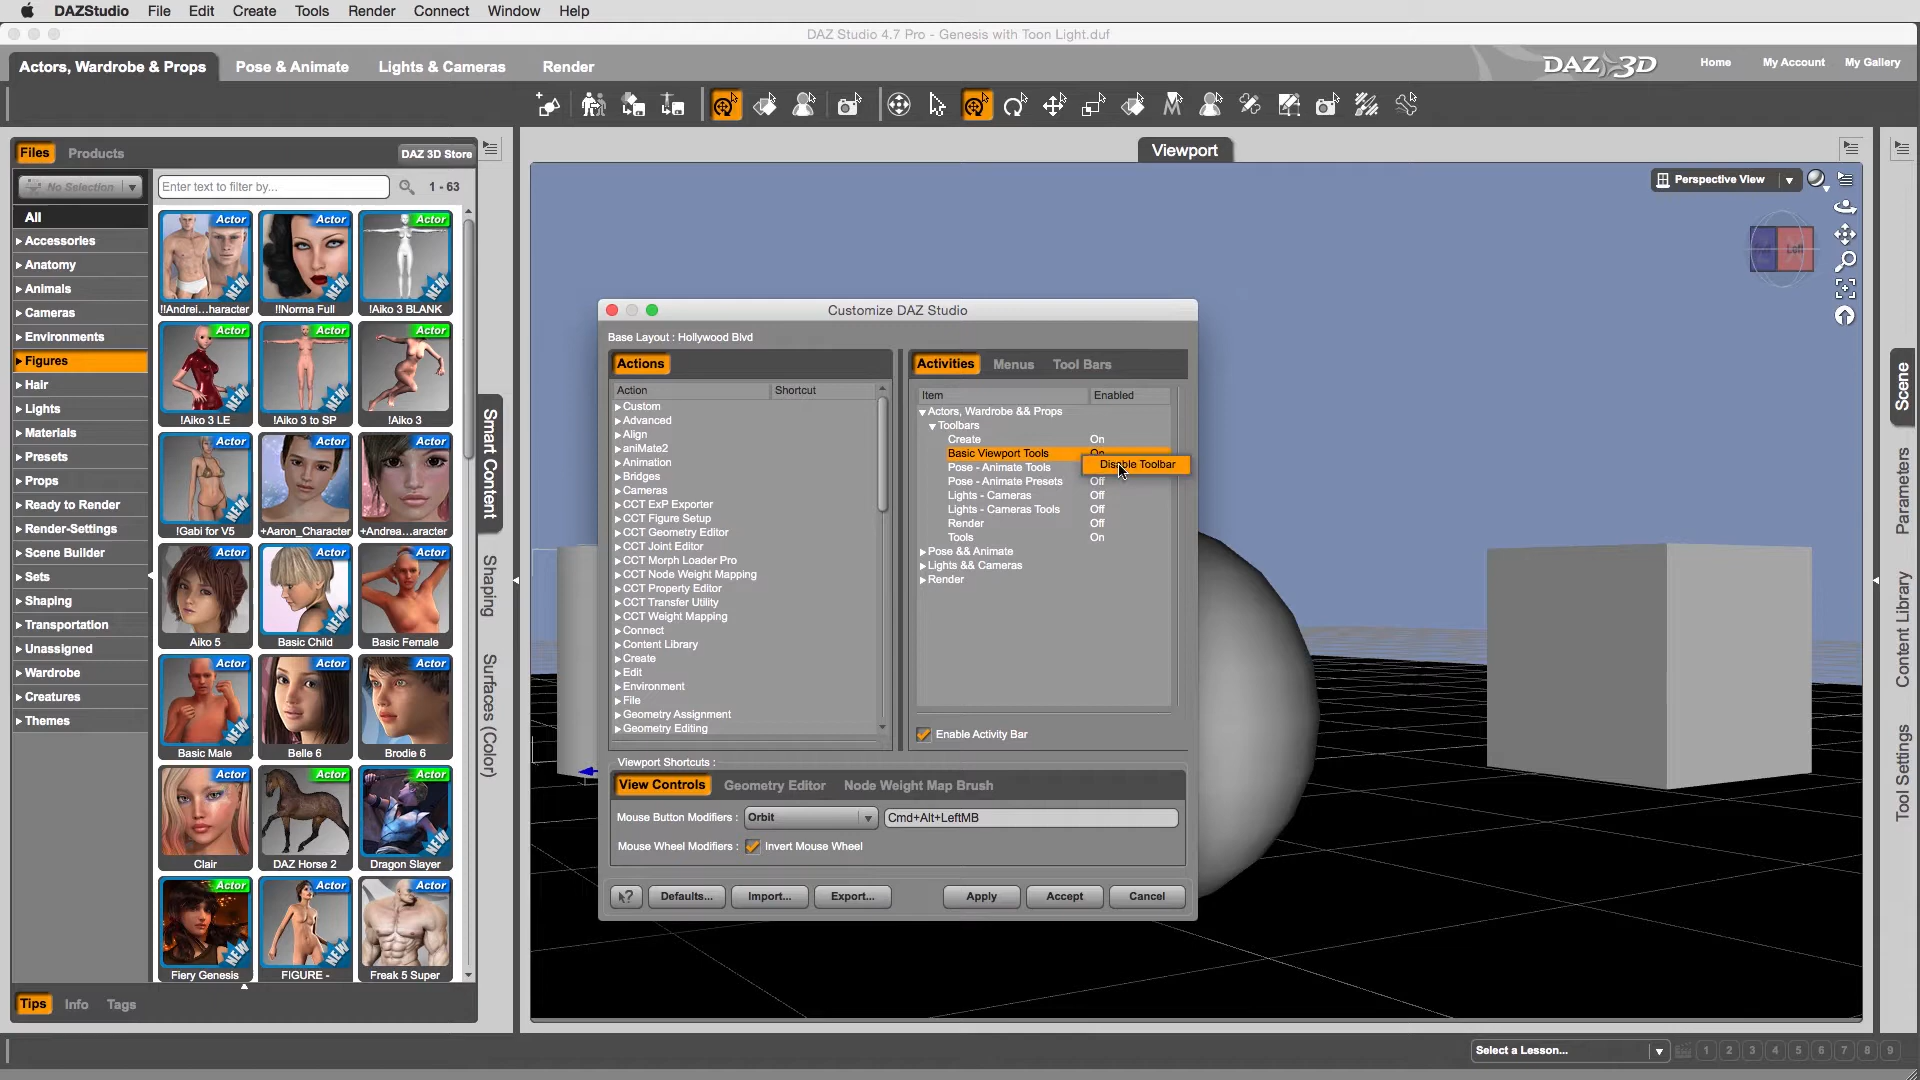 DAZStudio File Edit Create Tools Render Connect Window Help
DAZ Studio 4.7 Pro - Genesis with Toon Light.duf
Actors, Wardrobe & Props Pose & Animate Lights & Cameras Render
DAZ 3D Home My Account My Gallery
Files Products DAZ 3D Store
Viewport
No Selection Enter text to filter by... 1 - 63
Perspective View
All
Accessories
Anatomy
Animals
Cameras
Environments
Figures
Hair
Lights
Materials
Presets
Props
Ready to Render
Render-Settings
Scene Builder
Sets
Shaping
Transportation
Unassigned
Wardrobe
Creatures
Themes
Actor NEW Actor NEW Actor NEW
!!Andrei...haracter !!Norma Full !Aiko 3 BLANK
Actor Actor NEW Actor
!Aiko 3 LE !Aiko 3 to SP !Aiko 3
Actor Actor Actor
!Gabi for V5 +Aaron_Character +Andrea...aracter
Actor NEW Actor
Aiko 5 Basic Child Basic Female
Actor Actor Actor
Basic Male Belle 6 Brodie 6
Actor Actor Actor NEW
Clair DAZ Horse 2 Dragon Slayer
Actor NEW Actor NEW Actor
Fiery Genesis FIGURE - Freak 5 Super
Tips Info Tags
Smart Content
Shaping
Surfaces (Color)
Left
Customize DAZ Studio
Base Layout : Hollywood Blvd
Actions
Action Shortcut
Custom
Advanced
Align
aniMate2
Animation
Bridges
Cameras
CCT ExP Exporter
CCT Figure Setup
CCT Geometry Editor
CCT Joint Editor
CCT Morph Loader Pro
CCT Node Weight Mapping
CCT Property Editor
CCT Transfer Utility
CCT Weight Mapping
Connect
Content Library
Create
Edit
Environment
File
Geometry Assignment
Geometry Editing
Activities Menus Tool Bars
Item Enabled
Actors, Wardrobe && Props
Toolbars
Create On
Basic Viewport Tools On
Disable Toolbar
Pose - Animate Tools
Pose - Animate Presets Off
Lights - Cameras Off
Lights - Cameras Tools Off
Render Off
Tools On
Pose && Animate
Lights && Cameras
Render
Enable Activity Bar
Viewport Shortcuts :
View Controls Geometry Editor Node Weight Map Brush
Mouse Button Modifiers : Orbit Cmd+Alt+LeftMB
Mouse Wheel Modifiers : Invert Mouse Wheel
? Defaults... Import... Export... Apply Accept Cancel
Scene
Parameters
Content Library
Tool Settings
Select a Lesson... 1 2 3 4 5 6 7 8 9